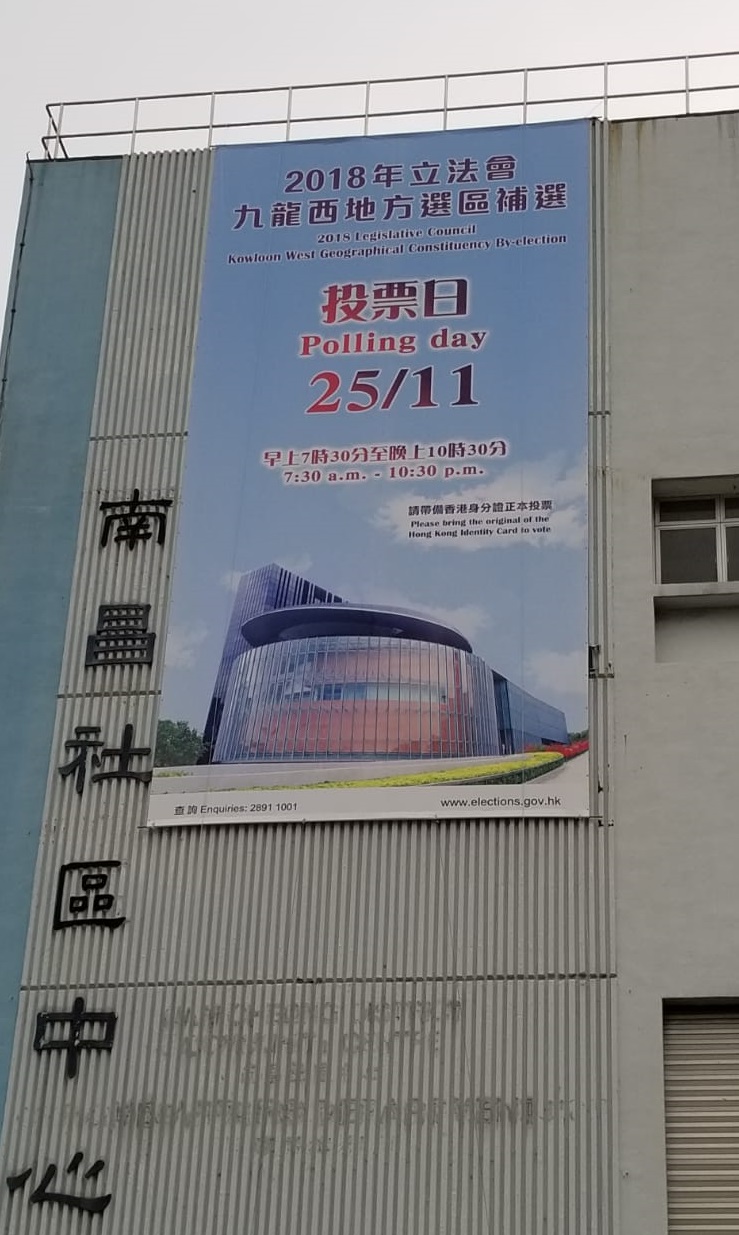 2018年立法會
九龍西地方選區補選
2018 Legislative Council
Kowloon West Geographical Constituency By-election
投票日
Polling day
25/11
早上7時30分至晚上10時30分
7:30 a.m. - 10:30 p.m.
請帶備香港身分證正本投票
Please bring the original of the
Hong Kong Identity Card to vote
查詢 Enquiries: 2891 1001
www.elections.gov.hk
南昌社區中心